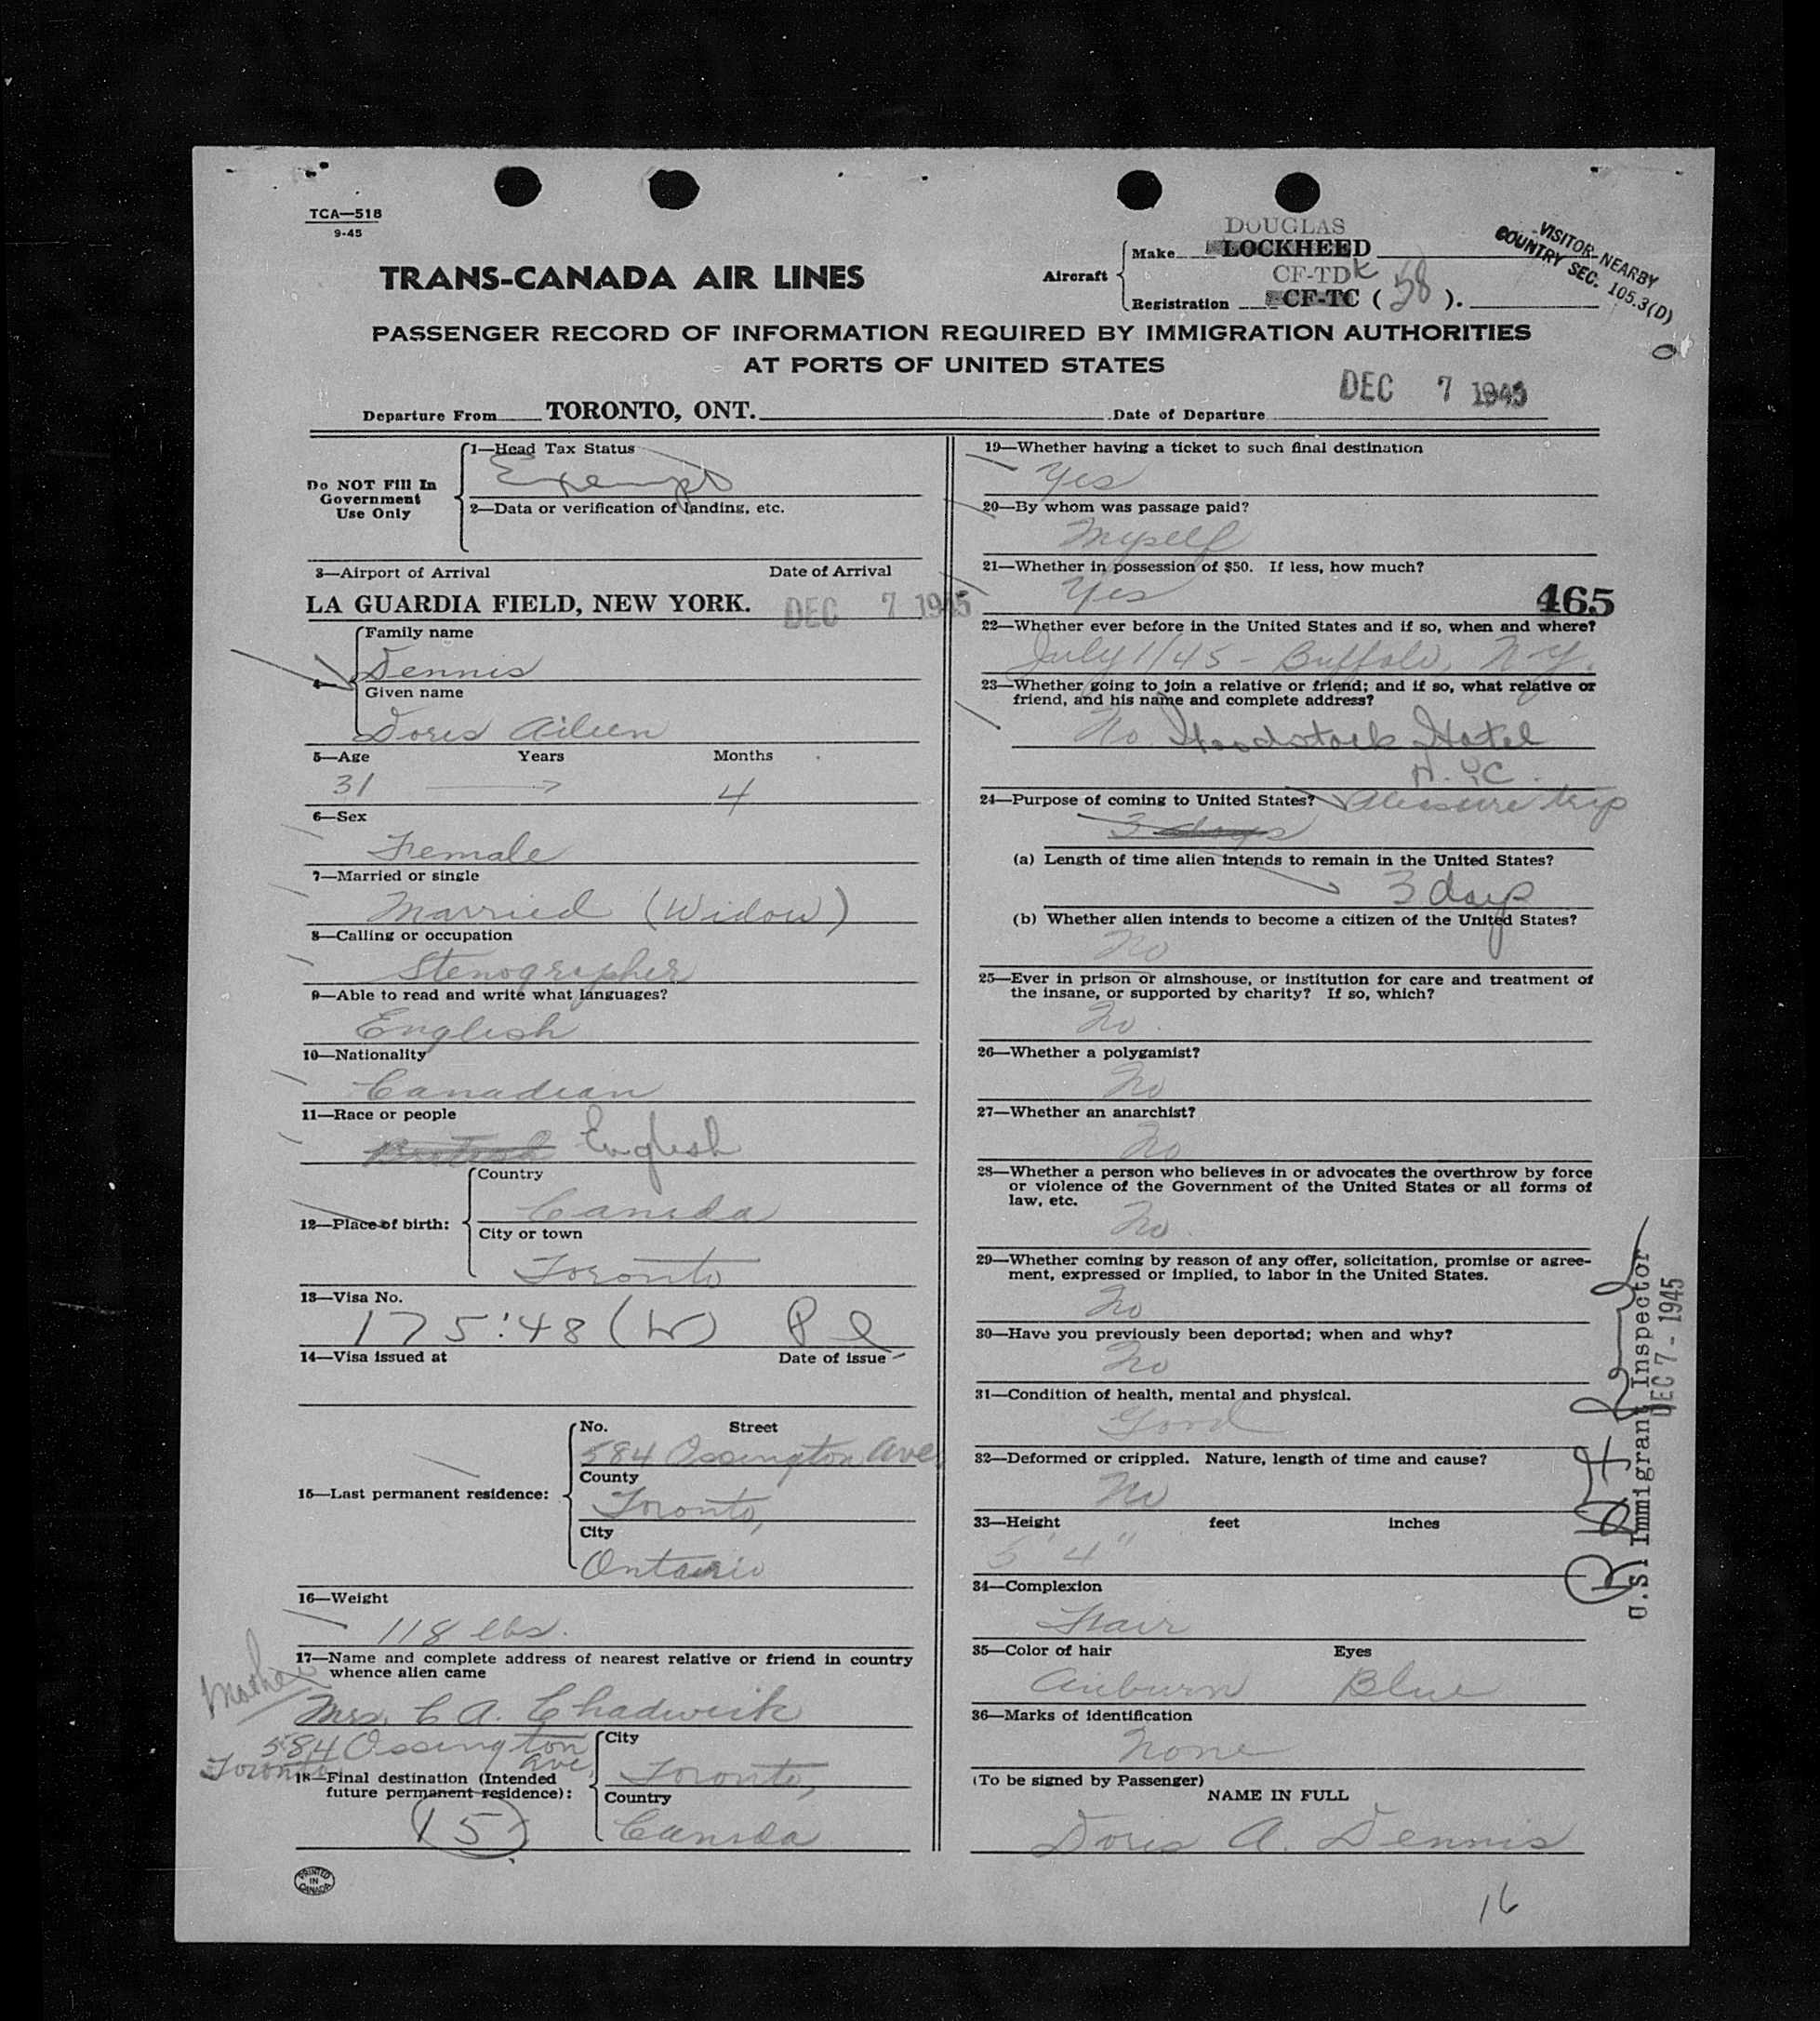 TCA—518
9-45
DOUGLAS
Make LOCKHEED
Aircraft
CF-TDK
Registration CF-TC ( 58 ).
VISITOR-NEARBY
COUNTRY SEC. 105.3(D)
TRANS-CANADA AIR LINES
PASSENGER RECORD OF INFORMATION REQUIRED BY IMMIGRATION AUTHORITIES
AT PORTS OF UNITED STATES
DEC 7 1945
Departure From TORONTO, ONT. Date of Departure
Do NOT Fill In
Government
Use Only
1—Head Tax Status
Exempt
2—Data or verification of landing, etc.
3—Airport of Arrival Date of Arrival
LA GUARDIA FIELD, NEW YORK. DEC 7 1945
4—
Family name
Dennis
Given name
Doris Aileen
5—Age Years Months
31 4
6—Sex
Female
7—Married or single
Married (Widow)
8—Calling or occupation
Stenographer
9—Able to read and write what languages?
English
10—Nationality
Canadian
11—Race or people
British English
12—Place of birth:
Country
Canada
City or town
Toronto
13—Visa No.
175:48 (W)
14—Visa issued at Date of issue
15—Last permanent residence:
No. Street
584 Ossington Ave.
County
Toronto,
City
Ontario
16—Weight
118 lbs.
17—Name and complete address of nearest relative or friend in country
whence alien came
Mother
Mrs. C A. Chadwick
584 Ossington
Ave,
Toronto
18—Final destination (Intended
future permanent residence):
City
Toronto,
Country
Canada
15
PRINTED
IN
CANADA
19—Whether having a ticket to such final destination
Yes
20—By whom was passage paid?
Myself
21—Whether in possession of $50. If less, how much?
Yes
465
22—Whether ever before in the United States and if so, when and where?
July 1/45 - Buffalo, N.Y.
23—Whether going to join a relative or friend; and if so, what relative or
friend, and his name and complete address?
No Woodstock Hotel
N.Y.C.
24—Purpose of coming to United States? Pleasure trip
3 days
(a) Length of time alien intends to remain in the United States?
3 days
(b) Whether alien intends to become a citizen of the United States?
No
25—Ever in prison or almshouse, or institution for care and treatment of
the insane, or supported by charity? If so, which?
No.
26—Whether a polygamist?
No
27—Whether an anarchist?
No
28—Whether a person who believes in or advocates the overthrow by force
or violence of the Government of the United States or all forms of
law, etc.
No
29—Whether coming by reason of any offer, solicitation, promise or agree-
ment, expressed or implied, to labor in the United States.
No
30—Have you previously been deported; when and why?
No
31—Condition of health, mental and physical.
Good
32—Deformed or crippled. Nature, length of time and cause?
No
33—Height feet inches
5' 4"
34—Complexion
Fair
35—Color of hair Eyes
Auburn Blue
36—Marks of identification
None
(To be signed by Passenger)
NAME IN FULL
Doris A. Dennis
16
U.S. Immigrant Inspector
DEC 7 - 1945